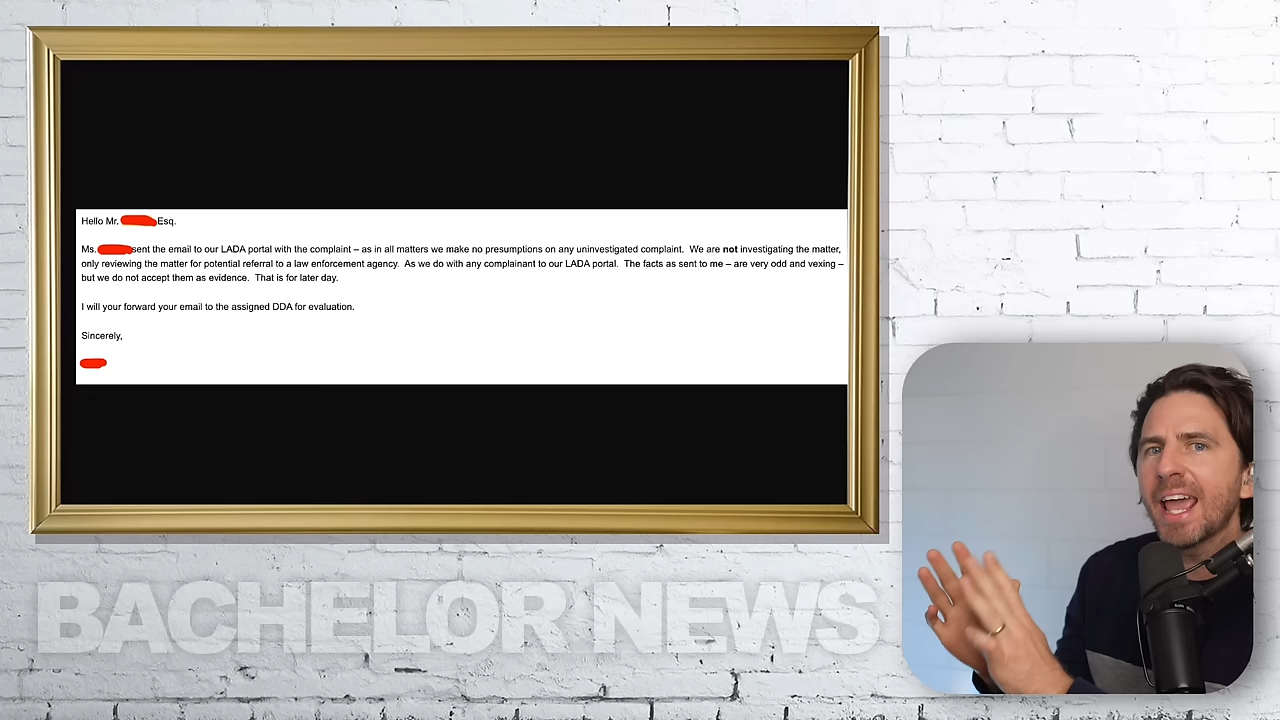 Hello Mr. Esq.
Ms. sent the email to our LADA portal with the complaint – as in all matters we make no presumptions on any uninvestigated complaint.  We are not investigating the matter,
only reviewing the matter for potential referral to a law enforcement agency.  As we do with any complainant to our LADA portal.  The facts as sent to me – are very odd and vexing –
but we do not accept them as evidence.  That is for later day.
I will your forward your email to the assigned DDA for evaluation.
Sincerely,
BACHELOR NEWS